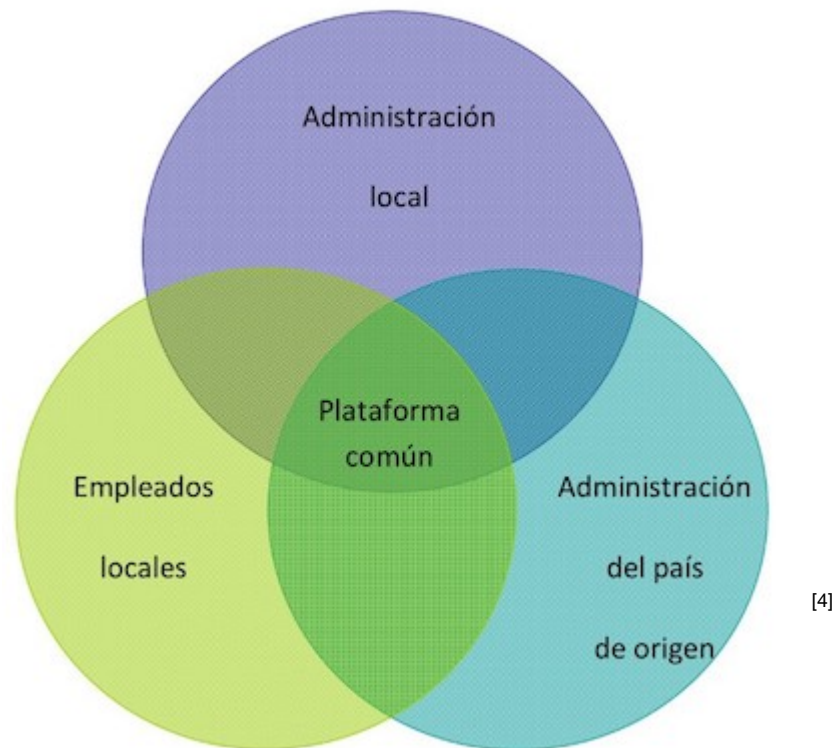 Administración
local
Plataforma
común
Empleados
locales
Administración
del país
de origen
[4]